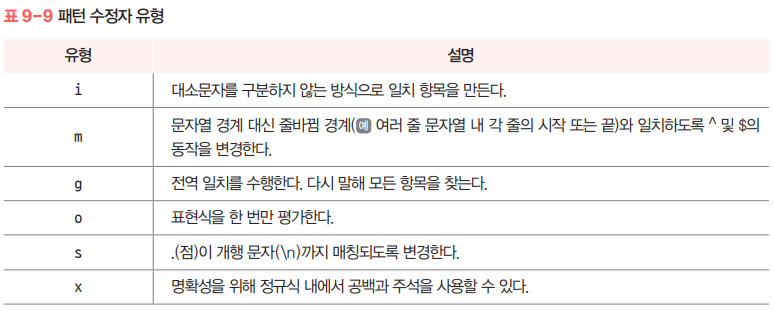 표 9-9 패턴 수정자 유형
유형 설명
i 대소문자를 구분하지 않는 방식으로 일치 항목을 만든다.
문자열 경계 대신 줄바꿈 경계(예 여러 줄 문자열 내 각 줄의 시작 또는 끝)와 일치하도록 ^ 및 $의
m
동작을 변경한다.
g 전역 일치를 수행한다. 다시 말해 모든 항목을 찾는다.
o 표현식을 한 번만 평가한다.
s .(점)이 개행 문자(\n)까지 매칭되도록 변경한다.
x 명확성을 위해 정규식 내에서 공백과 주석을 사용할 수 있다.